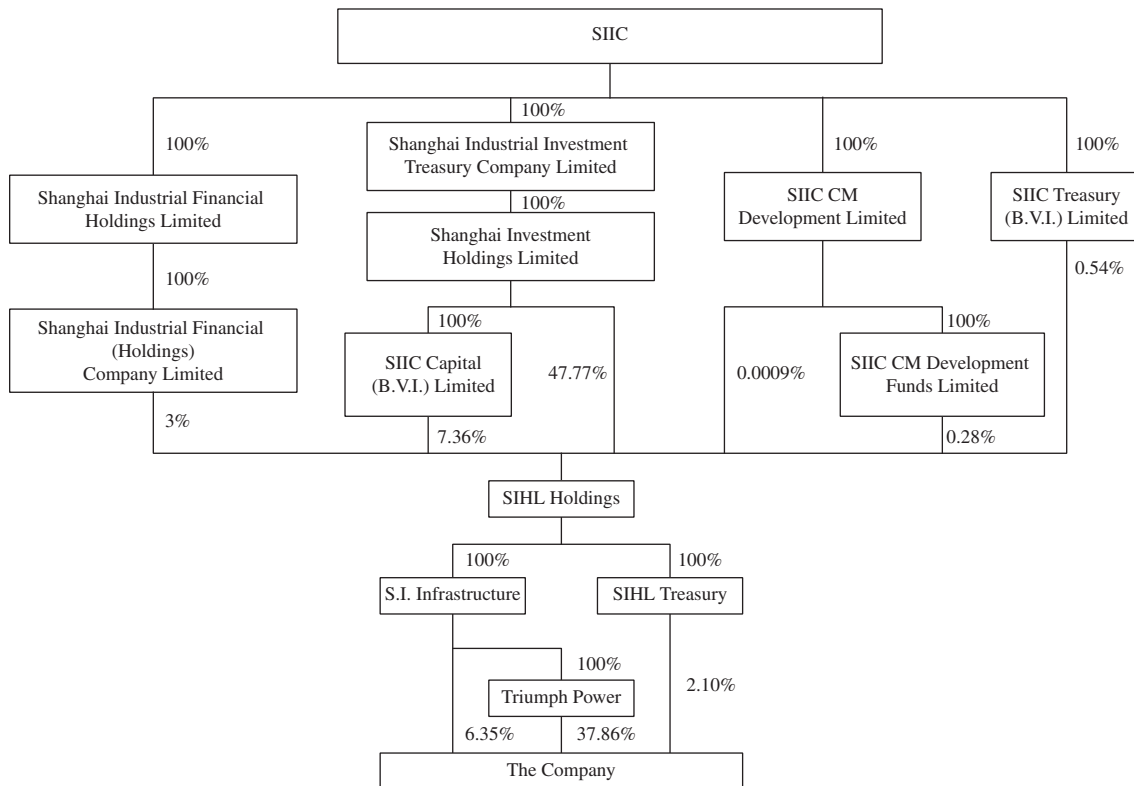 SIIC
100%
100%
100%
100%
Shanghai Industrial Investment
Treasury Company Limited
Shanghai Industrial Financial
Holdings Limited
SIIC CM
Development Limited
SIIC Treasury
(B.V.I.) Limited
100%
Shanghai Investment
Holdings Limited
100%
0.54%
Shanghai Industrial Financial
(Holdings)
Company Limited
100%
SIIC Capital
(B.V.I.) Limited
47.77%
0.0009%
100%
SIIC CM Development
Funds Limited
3%
7.36%
0.28%
SIHL Holdings
100%
100%
S.I. Infrastructure
SIHL Treasury
100%
Triumph Power
2.10%
6.35%
37.86%
The Company